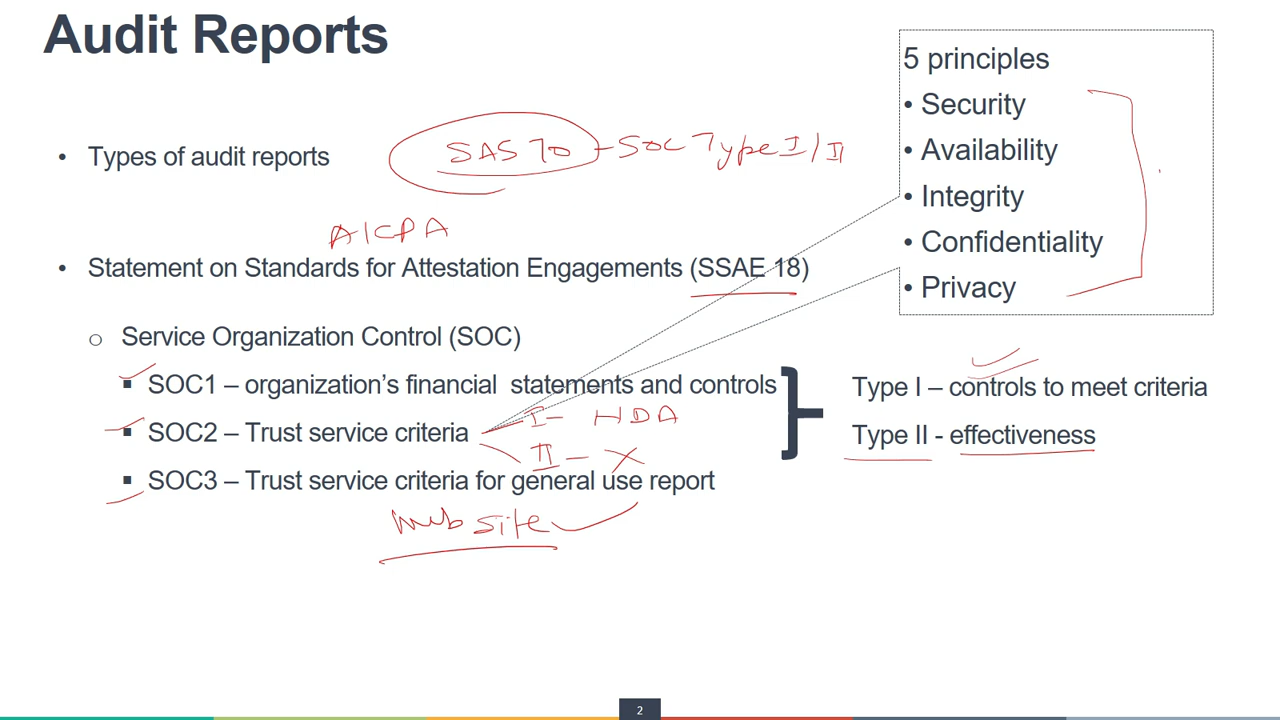 Audit Reports
• Types of audit reports
SAS 70 - SOC Type I / II
AICPA
• Statement on Standards for Attestation Engagements (SSAE 18)
o Service Organization Control (SOC)
▪ SOC1 – organization's financial statements and controls
▪ SOC2 – Trust service criteria
I - NDA
II - X
▪ SOC3 – Trust service criteria for general use report
Web site
5 principles
• Security
• Availability
• Integrity
• Confidentiality
• Privacy
Type I – controls to meet criteria
Type II - effectiveness
2